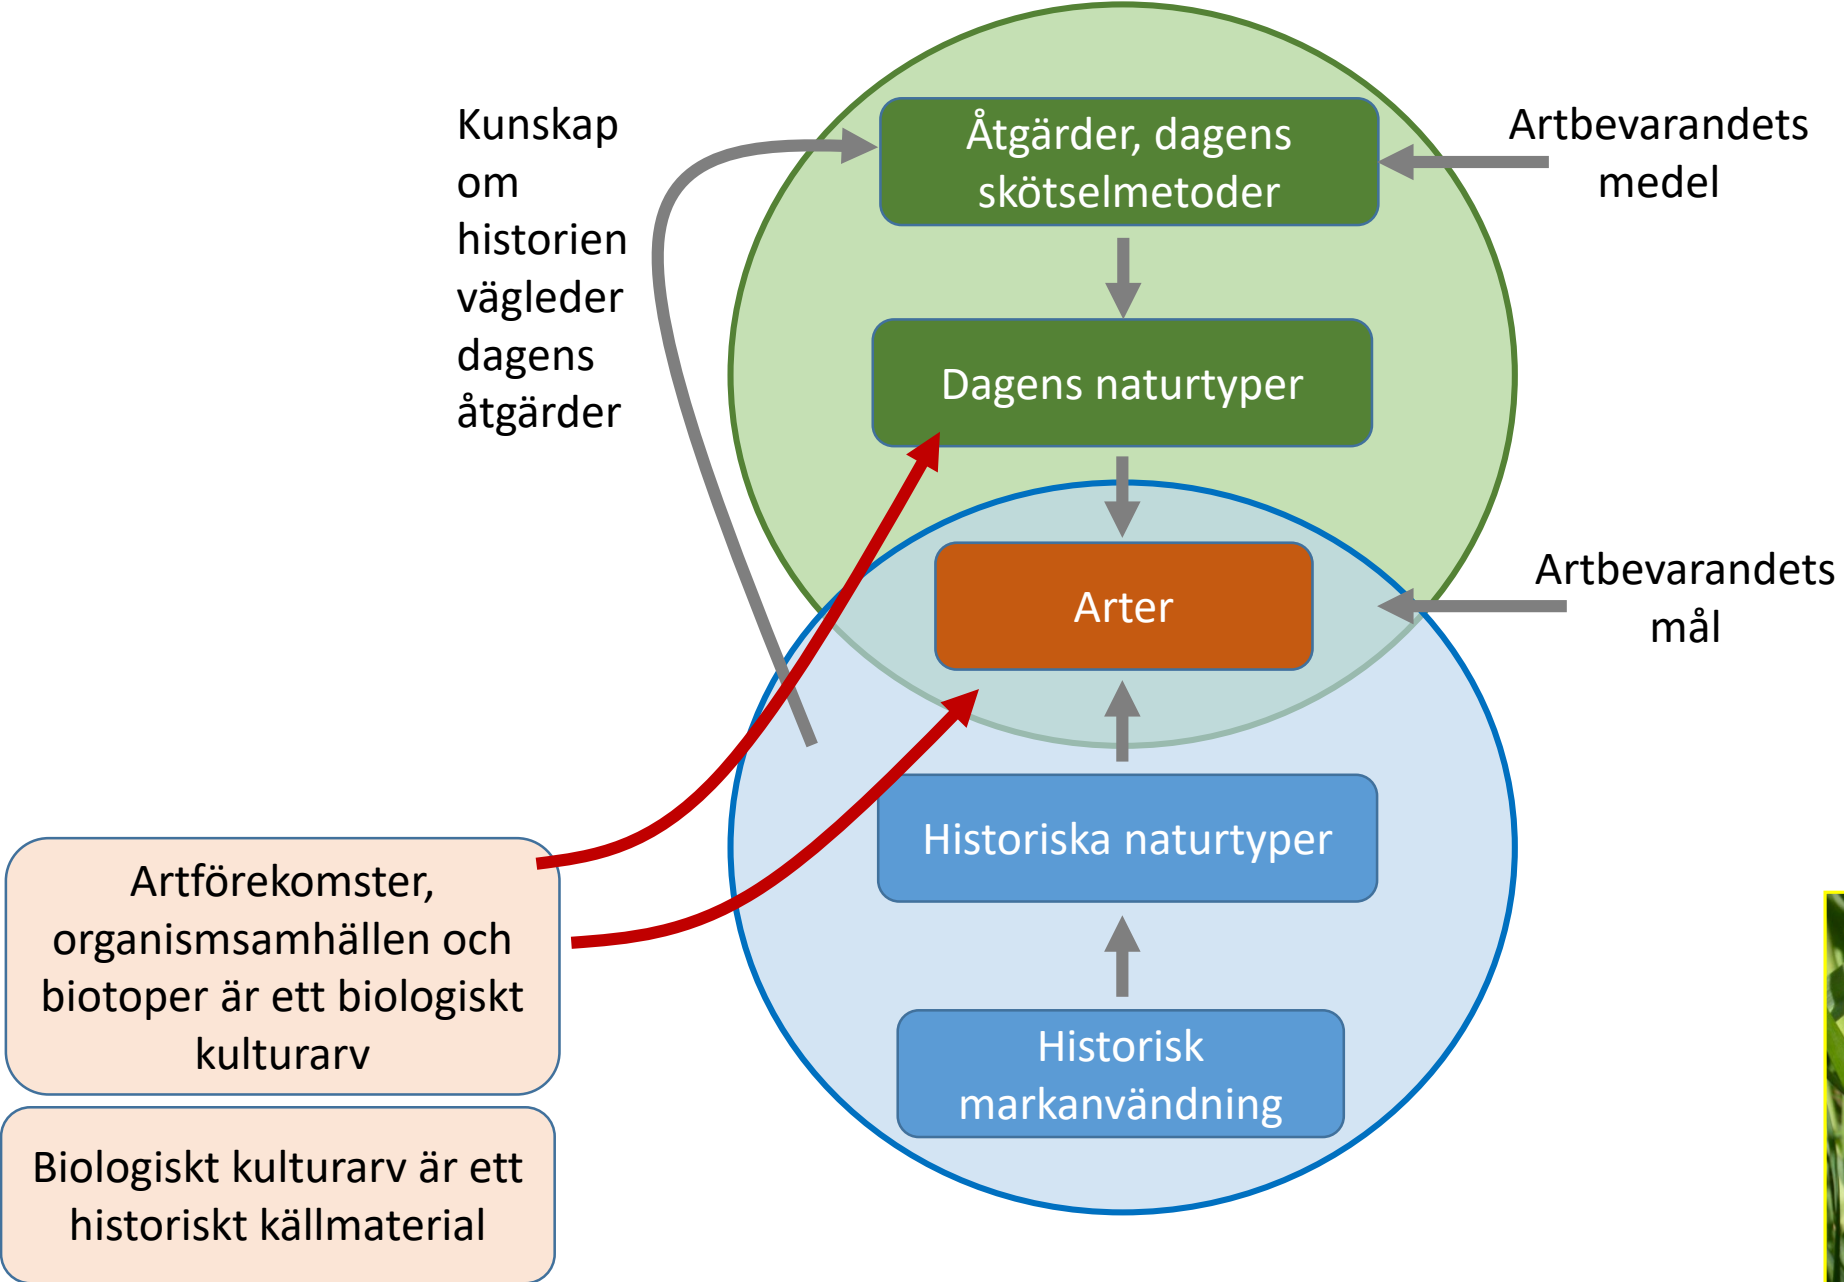 Kunskap
om
historien
vägleder
dagens
åtgärder
Åtgärder, dagens
skötselmetoder
Artbevarandets
medel
Dagens naturtyper
Arter
Artbevarandets
mål
Historiska naturtyper
Historisk
markanvändning
Artförekomster,
organismsamhällen och
biotoper är ett biologiskt
kulturarv
Biologiskt kulturarv är ett
historiskt källmaterial